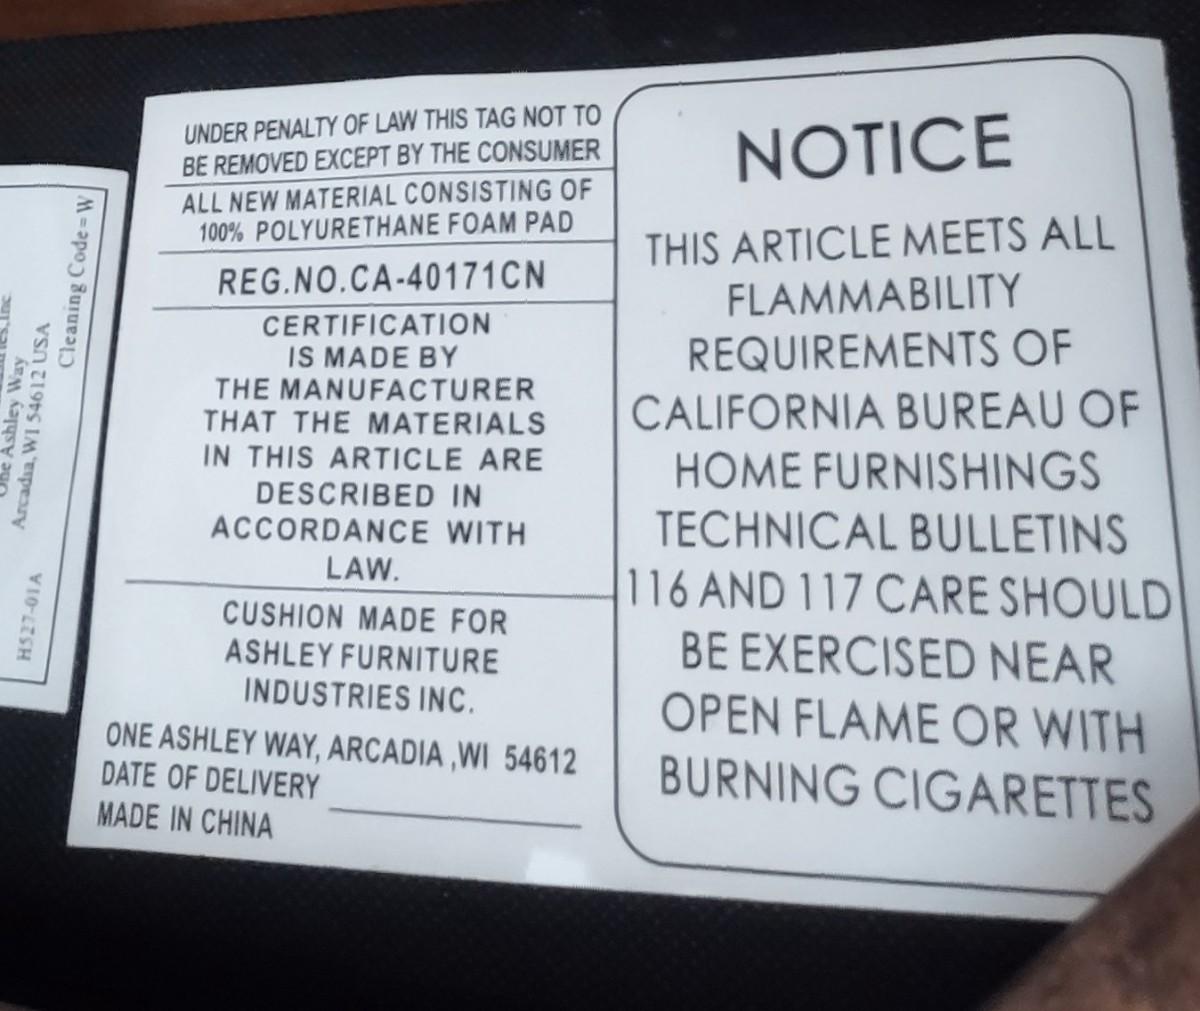 UNDER PENALTY OF LAW THIS TAG NOT TO
BE REMOVED EXCEPT BY THE CONSUMER
ALL NEW MATERIAL CONSISTING OF
100% POLYURETHANE FOAM PAD
REG.NO.CA-40171CN
CERTIFICATION
IS MADE BY
THE MANUFACTURER
THAT THE MATERIALS
IN THIS ARTICLE ARE
DESCRIBED IN
ACCORDANCE WITH
LAW.
CUSHION MADE FOR
ASHLEY FURNITURE
INDUSTRIES INC.
ONE ASHLEY WAY, ARCADIA ,WI 54612
DATE OF DELIVERY
MADE IN CHINA
NOTICE
THIS ARTICLE MEETS ALL
FLAMMABILITY
REQUIREMENTS OF
CALIFORNIA BUREAU OF
HOME FURNISHINGS
TECHNICAL BULLETINS
116 AND 117 CARE SHOULD
BE EXERCISED NEAR
OPEN FLAME OR WITH
BURNING CIGARETTES
One Ashley Way
Arcadia, WI 54612 USA
Cleaning Code=W
H527-01A